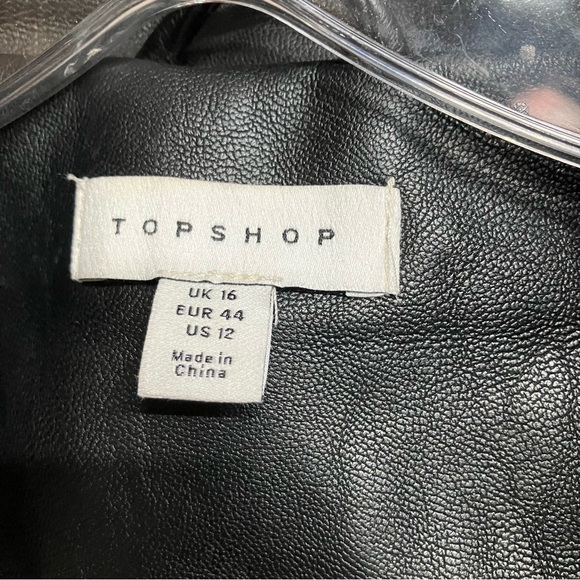 TOPSHOP
UK 16
EUR 44
US 12
Made in
China